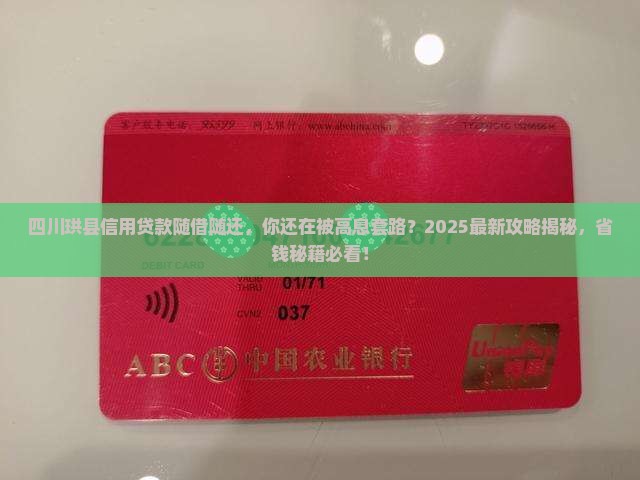 客户服务电话：95599 网上银行：www.abchina.com
四川珙县信用贷款随借随还，你还在被高息套路？2025最新攻略揭秘，省
钱秘籍必看！
DEBIT CARD
VALID
THRU 01/71
CVN2 037
ABC 中国农业银行
UnionPay
银联